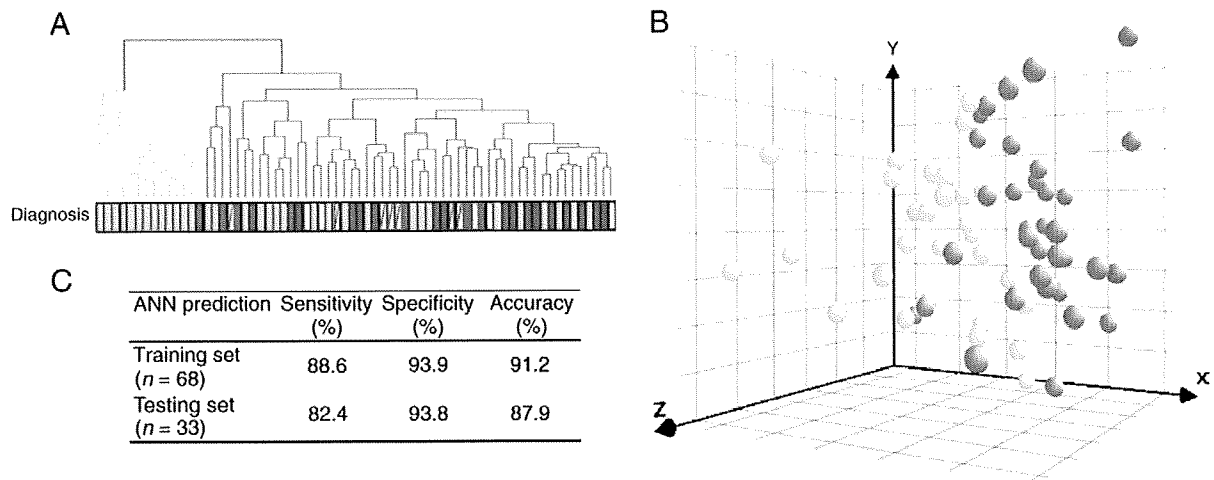 A
Diagnosis
B
Y
X
Z
C
ANN prediction Sensitivity (%) Specificity (%) Accuracy (%)
Training set 88.6 93.9 91.2
(n = 68)
Testing set 82.4 93.8 87.9
(n = 33)